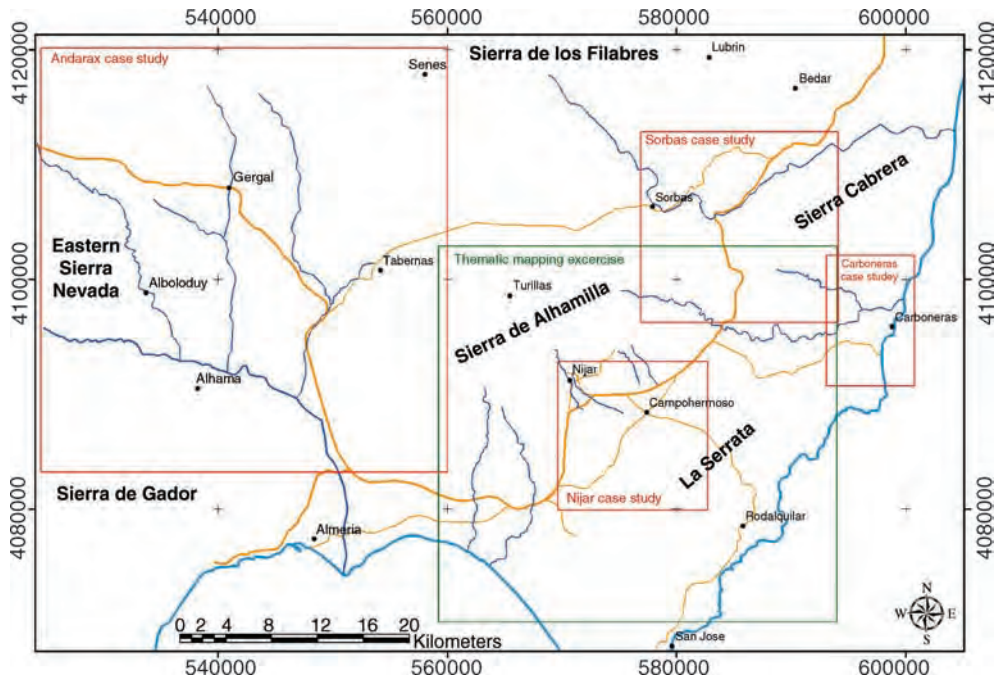 540000 560000 580000 600000
4120000
4120000
Andarax case study
Senes
Sierra de los Filabres
Lubrin
Bedar
Sorbas case study
Gergal
Sorbas
Sierra Cabrera
Eastern
Sierra
Nevada
Alboloduy
Tabernas
Thematic mapping excercise
Turillas
Sierra de Alhamilla
Carboneras
case studey
Carboneras
4100000
4100000
Alhama
Nijar
Campohermoso
La Serrata
Nijar case study
Sierra de Gador
Almeria
Rodalquilar
4080000
4080000
San Jose
0 2 4 8 12 16 20
Kilometers
N
W E
S
540000 560000 580000 600000